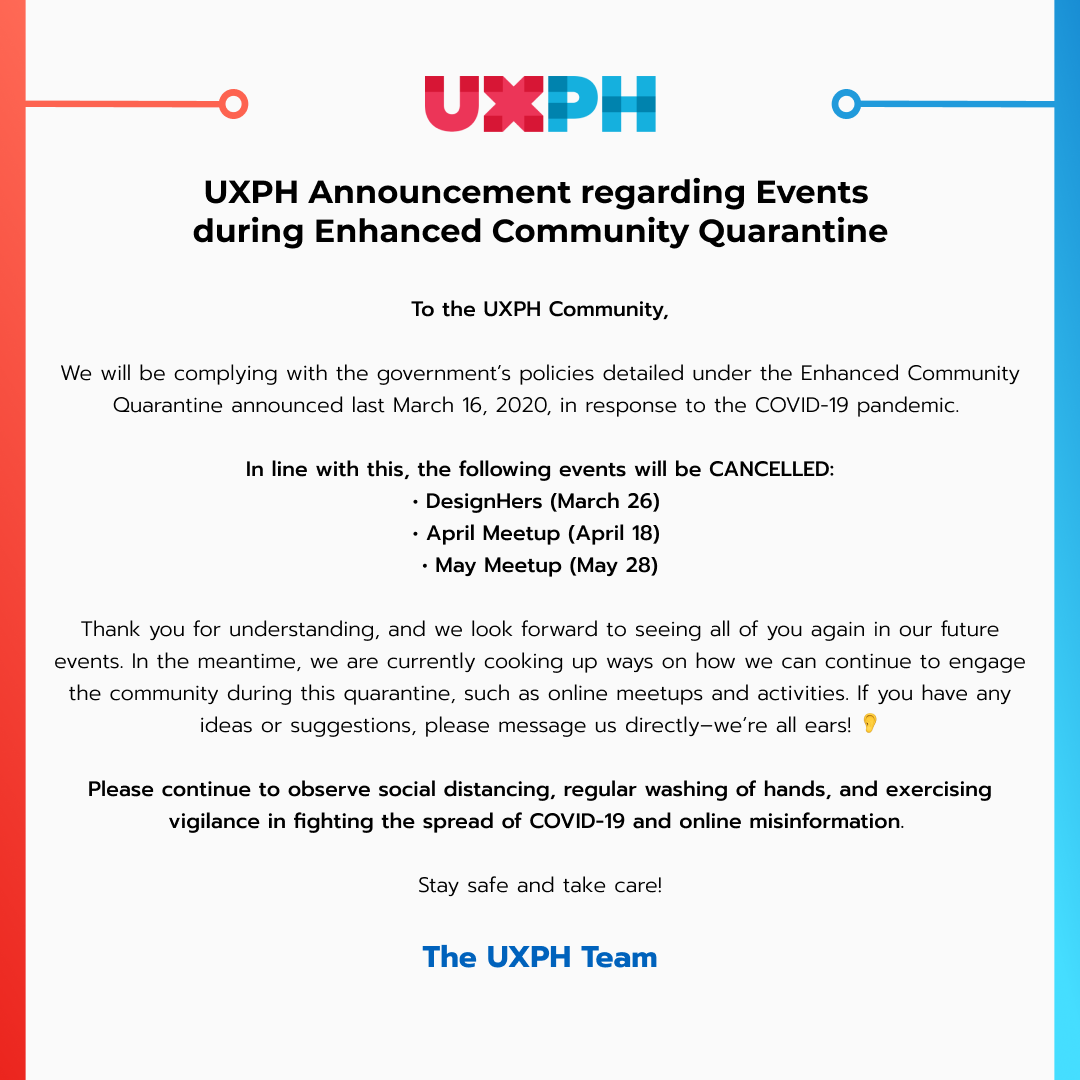 UXPH
UXPH Announcement regarding Events
during Enhanced Community Quarantine
To the UXPH Community,
We will be complying with the government's policies detailed under the Enhanced Community
Quarantine announced last March 16, 2020, in response to the COVID-19 pandemic.
In line with this, the following events will be CANCELLED:
• DesignHers (March 26)
• April Meetup (April 18)
• May Meetup (May 28)
Thank you for understanding, and we look forward to seeing all of you again in our future
events. In the meantime, we are currently cooking up ways on how we can continue to engage
the community during this quarantine, such as online meetups and activities. If you have any
ideas or suggestions, please message us directly–we're all ears! 👂
Please continue to observe social distancing, regular washing of hands, and exercising
vigilance in fighting the spread of COVID-19 and online misinformation.
Stay safe and take care!
The UXPH Team